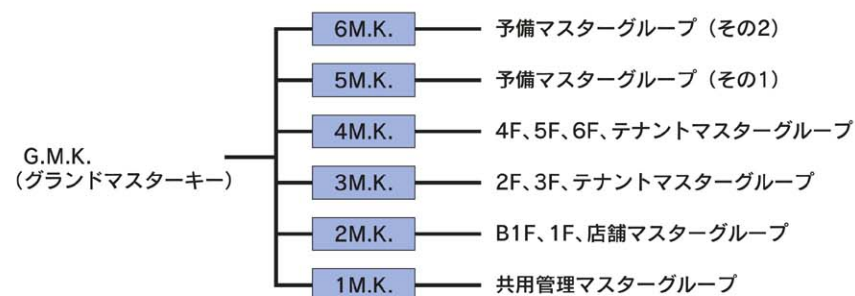 6M.K. 予備マスターグループ（その2）
5M.K. 予備マスターグループ（その1）
4M.K. 4F、5F、6F、テナントマスターグループ
G.M.K.
（グランドマスターキー）
3M.K. 2F、3F、テナントマスターグループ
2M.K. B1F、1F、店舗マスターグループ
1M.K. 共用管理マスターグループ